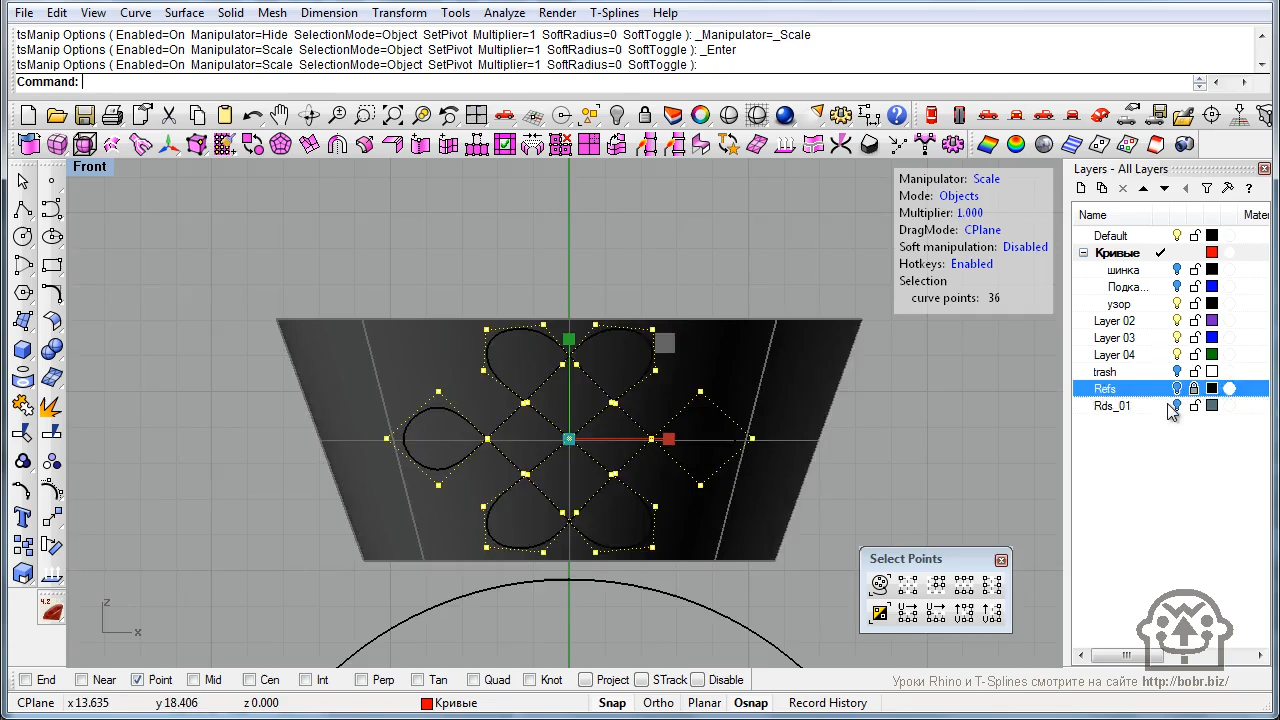 File Edit View Curve Surface Solid Mesh Dimension Transform Tools Analyze Render T-Splines Help
tsManip Options ( Enabled=On Manipulator=Hide SelectionMode=Object SetPivot Multiplier=1 SoftRadius=0 SoftToggle ): _Manipulator=_Scale
tsManip Options ( Enabled=On Manipulator=Scale SelectionMode=Object SetPivot Multiplier=1 SoftRadius=0 SoftToggle ): _Enter
tsManip Options ( Enabled=On Manipulator=Scale SelectionMode=Object SetPivot Multiplier=1 SoftRadius=0 SoftToggle ):
Command:
Front
Manipulator: Scale
Mode: Objects
Multiplier: 1.000
DragMode: CPlane
Soft manipulation: Disabled
Hotkeys: Enabled
Selection
curve points: 36
Layers - All Layers
Name Mater
Default
Кривые
шинка
Подка...
узор
Layer 02
Layer 03
Layer 04
trash
Refs
Rds_01
Select Points
z
x
4.2
End Near Point Mid Cen Int Perp Tan Quad Knot Project STrack Disable
Уроки Rhino и T-Splines смотрите на сайте http://bobr.biz/
CPlane x 13.635 y 18.406 z 0.000 Кривые Snap Ortho Planar Osnap Record History